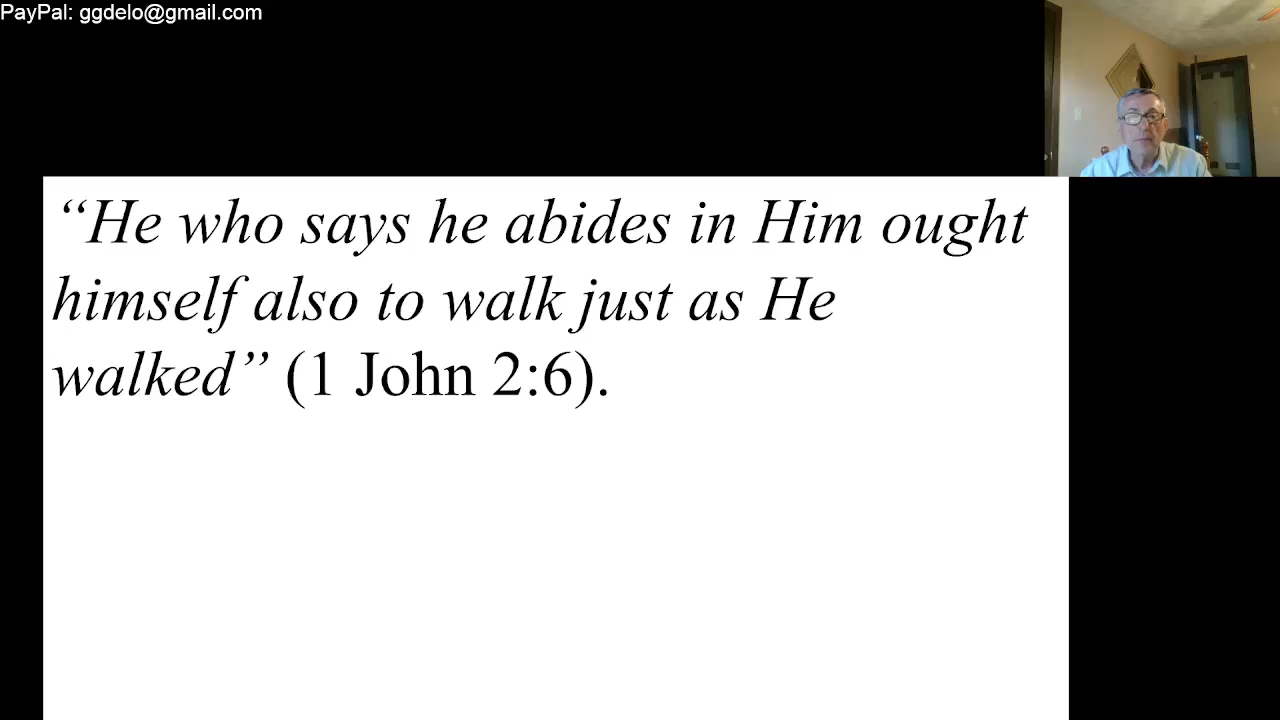 PayPal: ggdelo@gmail.com
“He who says he abides in Him ought
himself also to walk just as He
walked” (1 John 2:6).